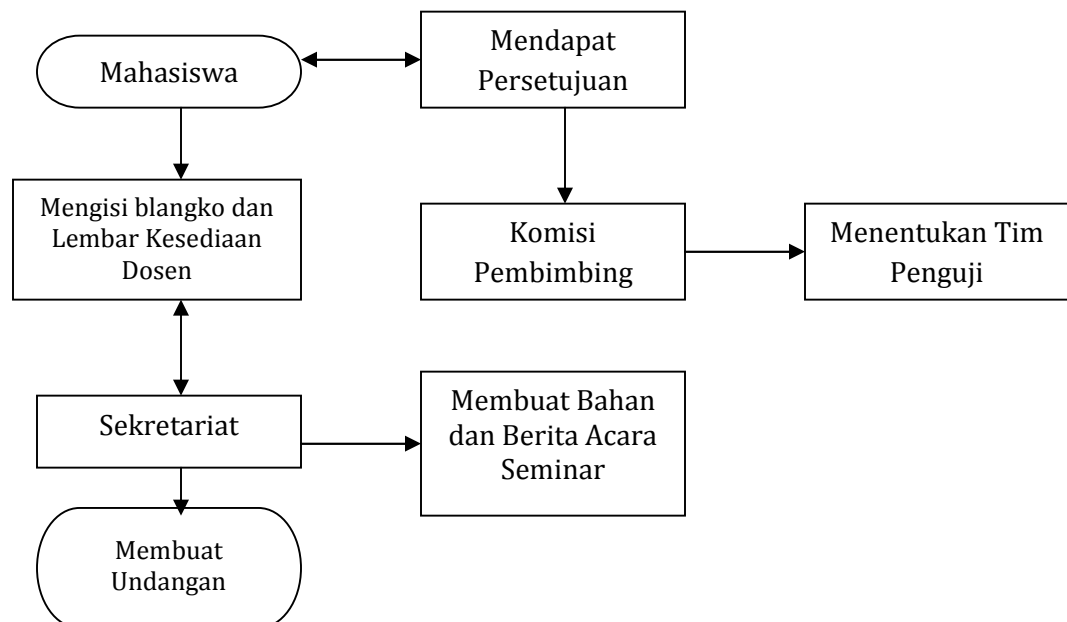 Mahasiswa
Mendapat
Persetujuan
Mengisi blangko dan
Lembar Kesediaan
Dosen
Komisi
Pembimbing
Menentukan Tim
Penguji
Sekretariat
Membuat Bahan
dan Berita Acara
Seminar
Membuat
Undangan